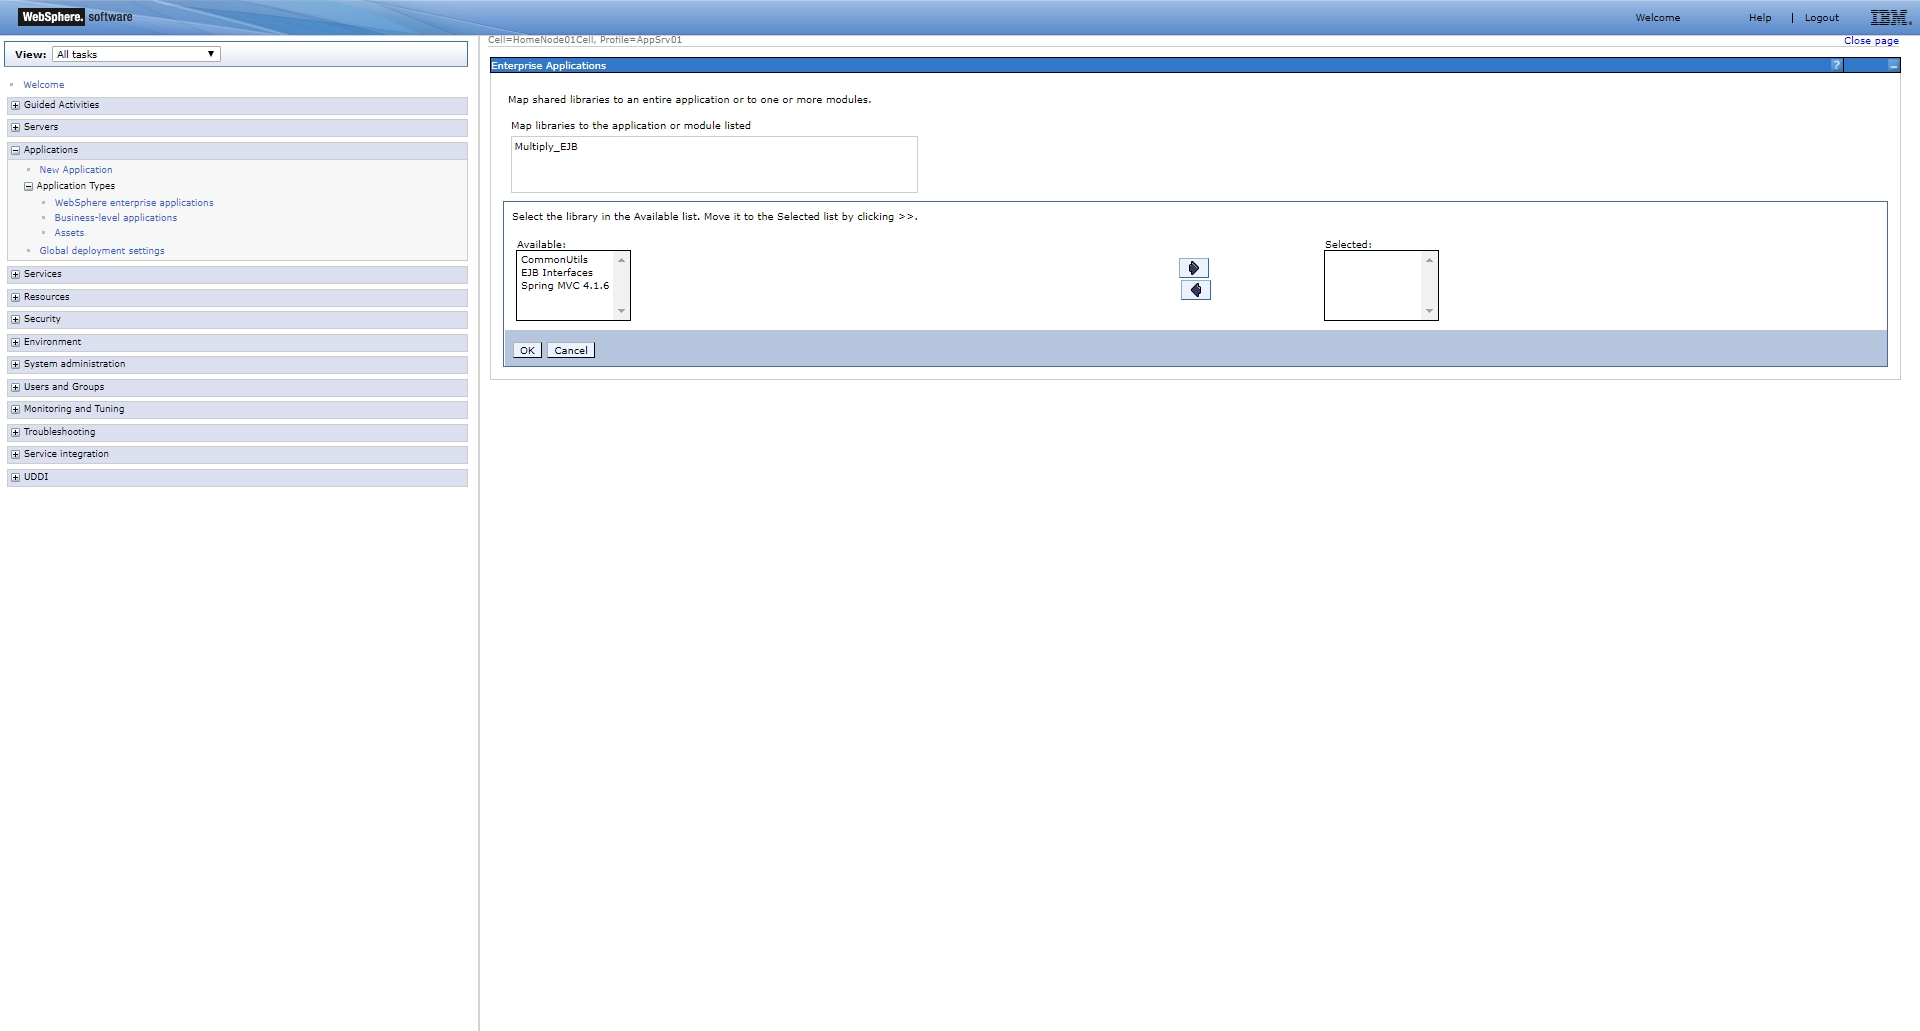 WebSphere. software
Welcome Help | Logout IBM.
View: All tasks
Welcome
Guided Activities
Servers
Applications
New Application
Application Types
WebSphere enterprise applications
Business-level applications
Assets
Global deployment settings
Services
Resources
Security
Environment
System administration
Users and Groups
Monitoring and Tuning
Troubleshooting
Service integration
UDDI
Cell=HomeNode01Cell, Profile=AppSrv01
Close page
Enterprise Applications ? _
Map shared libraries to an entire application or to one or more modules.
Map libraries to the application or module listed
Multiply_EJB
Select the library in the Available list. Move it to the Selected list by clicking >>.
Available:
CommonUtils
EJB Interfaces
Spring MVC 4.1.6
Selected:
OK Cancel